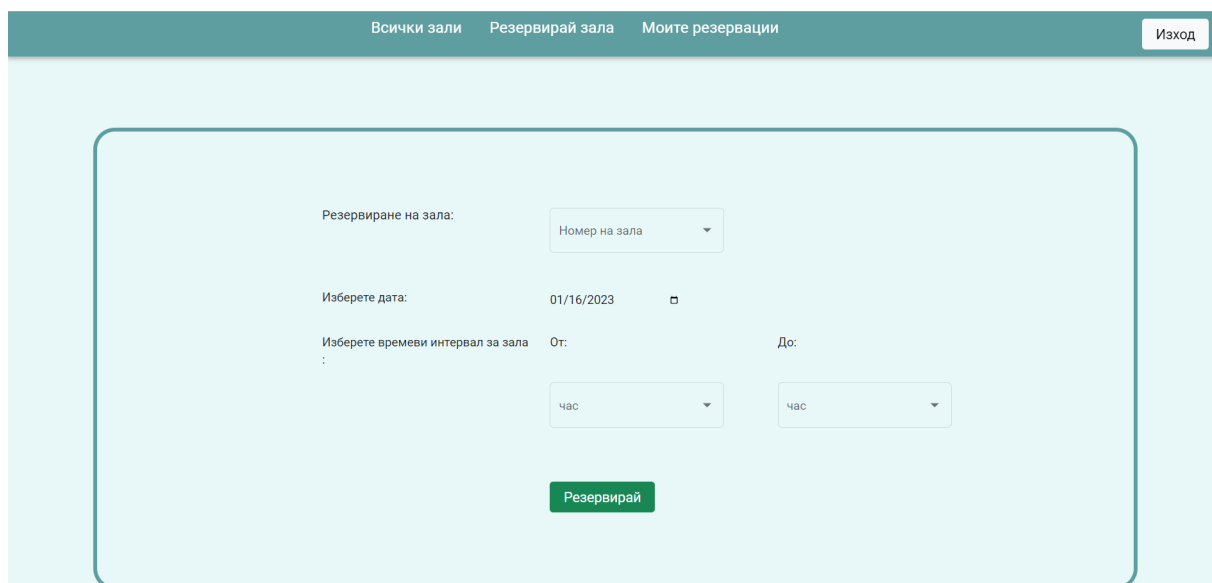 Всички зали Резервирай зала Моите резервации Изход
Резервиране на зала:
Номер на зала
Изберете дата: 01/16/2023
Изберете времеви интервал за зала От: До:
:
час час
Резервирай